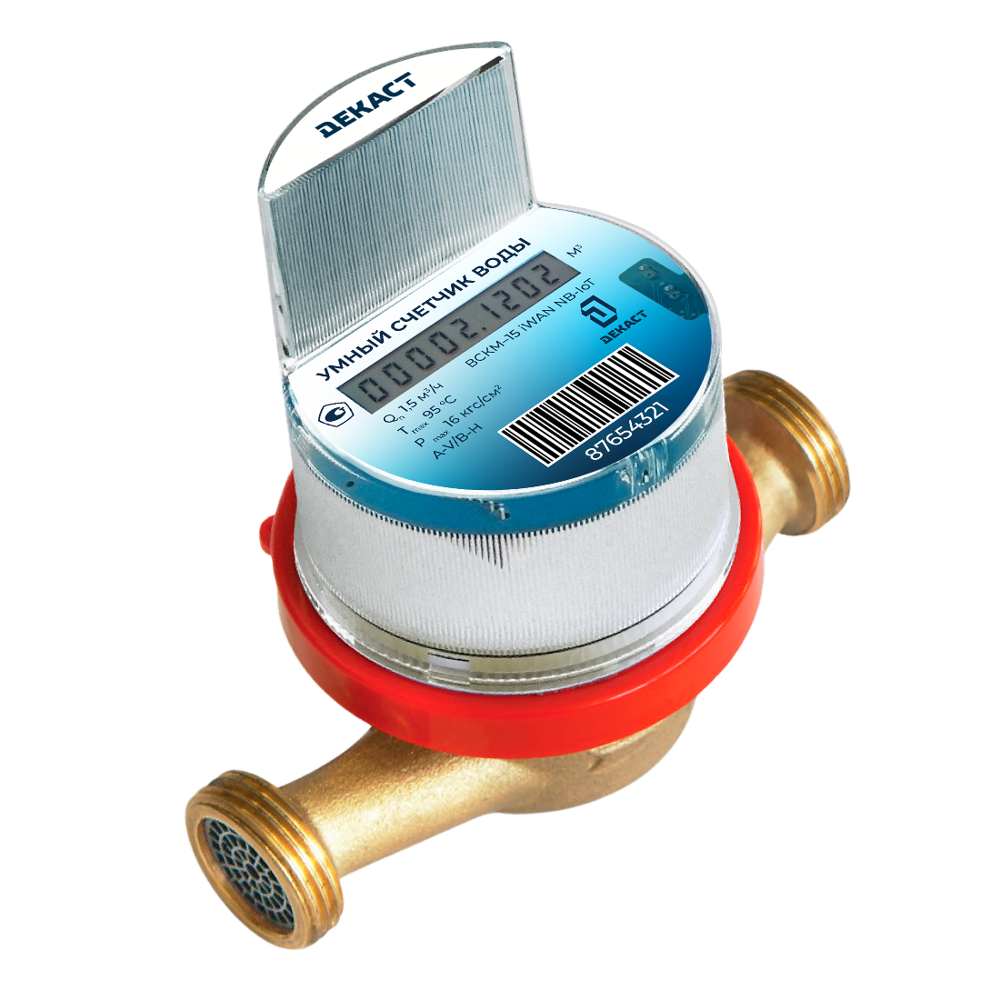 ДЕКАСТ
УМНЫЙ СЧЕТЧИК ВОДЫ
00002.1202 М³
ВСКМ-15 iWAN NB-IoT
ДЕКАСТ
Qn 1,5 м³/ч
Tmax 95 °C
Pmax 16 кгс/см²
A-V/B-H
87654321